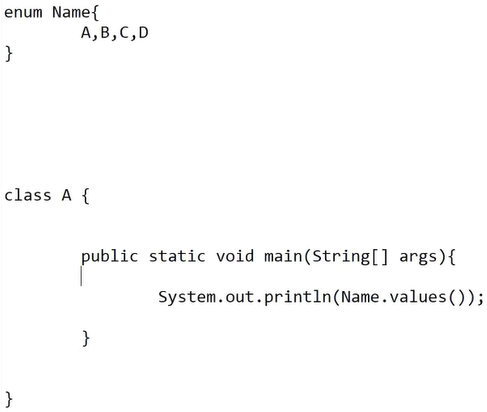 enum Name{
A,B,C,D
}
class A {
public static void main(String[] args){
System.out.println(Name.values());
}
}